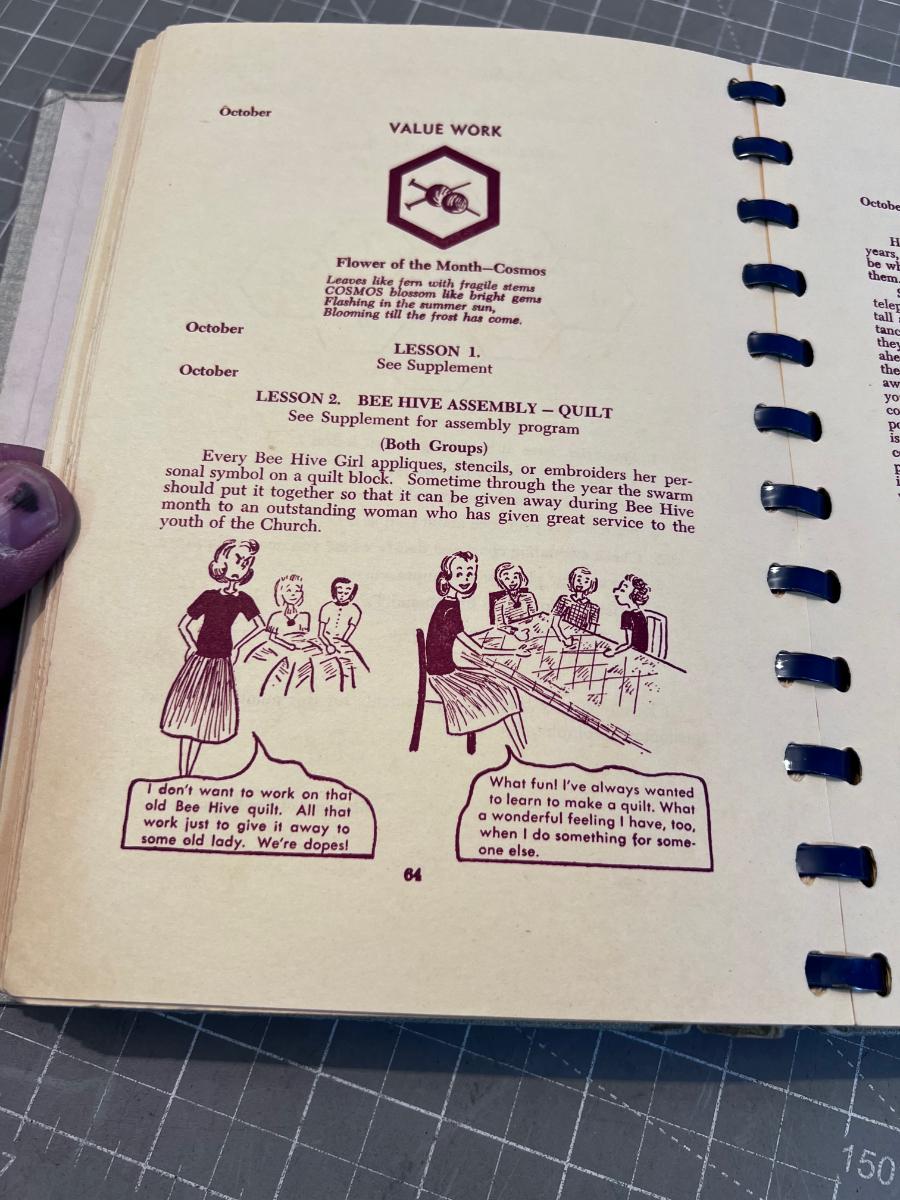 October
VALUE WORK
Flower of the Month—Cosmos
Leaves like fern with fragile stems
COSMOS blossom like bright gems
Flashing in the summer sun,
Blooming till the frost has come.
October
LESSON 1.
See Supplement
October
LESSON 2. BEE HIVE ASSEMBLY – QUILT
See Supplement for assembly program
(Both Groups)
Every Bee Hive Girl appliques, stencils, or embroiders her per-
sonal symbol on a quilt block. Sometime through the year the swarm
should put it together so that it can be given away during Bee Hive
month to an outstanding woman who has given great service to the
youth of the Church.
I don't want to work on that
old Bee Hive quilt. All that
work just to give it away to
some old lady. We're dopes!
What fun! I've always wanted
to learn to make a quilt. What
a wonderful feeling I have, too,
when I do something for some-
one else.
64
years,
them.
tall
they
the
150